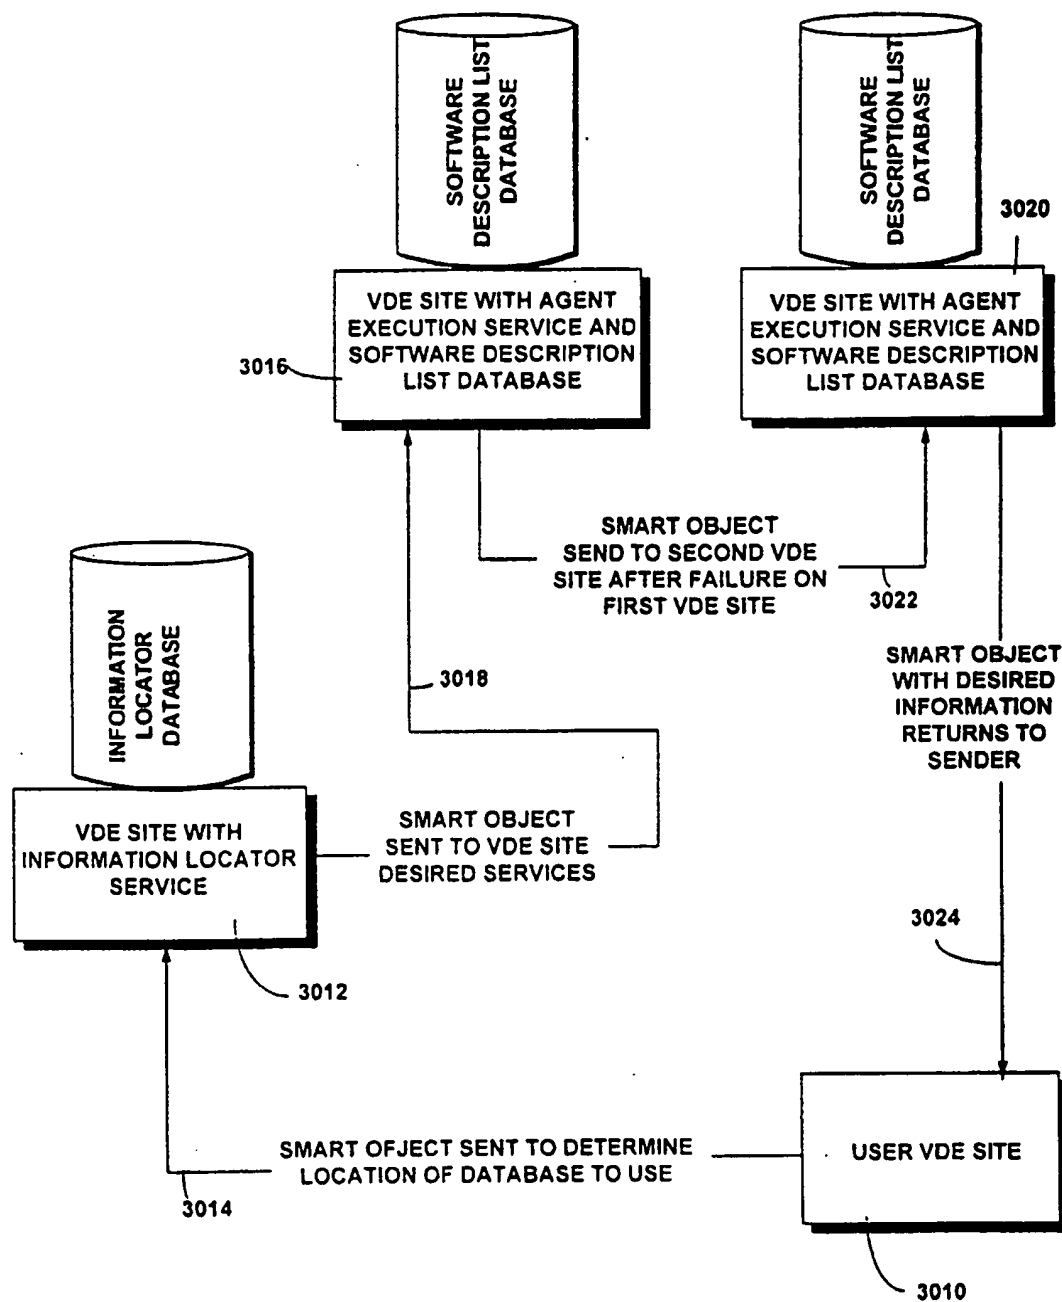 SOFTWARE
DESCRIPTION LIST
DATABASE
SOFTWARE
DESCRIPTION LIST
DATABASE
3020
VDE SITE WITH AGENT
EXECUTION SERVICE AND
SOFTWARE DESCRIPTION
LIST DATABASE
3016
VDE SITE WITH AGENT
EXECUTION SERVICE AND
SOFTWARE DESCRIPTION
LIST DATABASE
SMART OBJECT
SEND TO SECOND VDE
SITE AFTER FAILURE ON
FIRST VDE SITE
3022
INFORMATION
LOCATOR
DATABASE
3018
SMART OBJECT
WITH DESIRED
INFORMATION
RETURNS TO
SENDER
VDE SITE WITH
INFORMATION LOCATOR
SERVICE
SMART OBJECT
SENT TO VDE SITE
DESIRED SERVICES
3024
3012
SMART OFJECT SENT TO DETERMINE
LOCATION OF DATABASE TO USE
3014
USER VDE SITE
3010